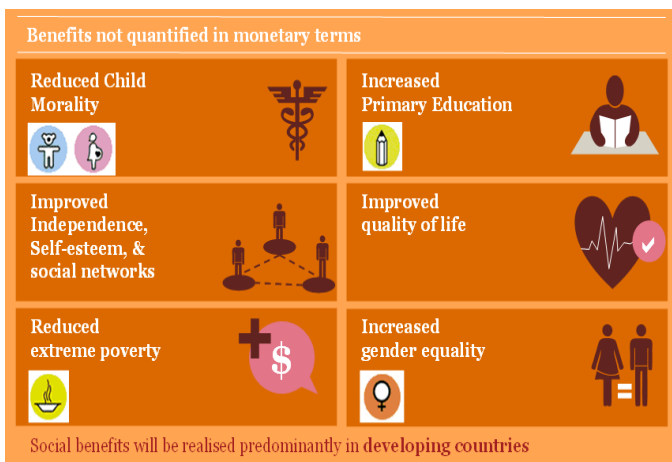 Benefits not quantified in monetary terms
Reduced Child
Morality
Increased
Primary Education
Improved
Independence,
Self-esteem, &
social networks
Improved
quality of life
Reduced
extreme poverty
$
Increased
gender equality
Social benefits will be realised predominantly in developing countries